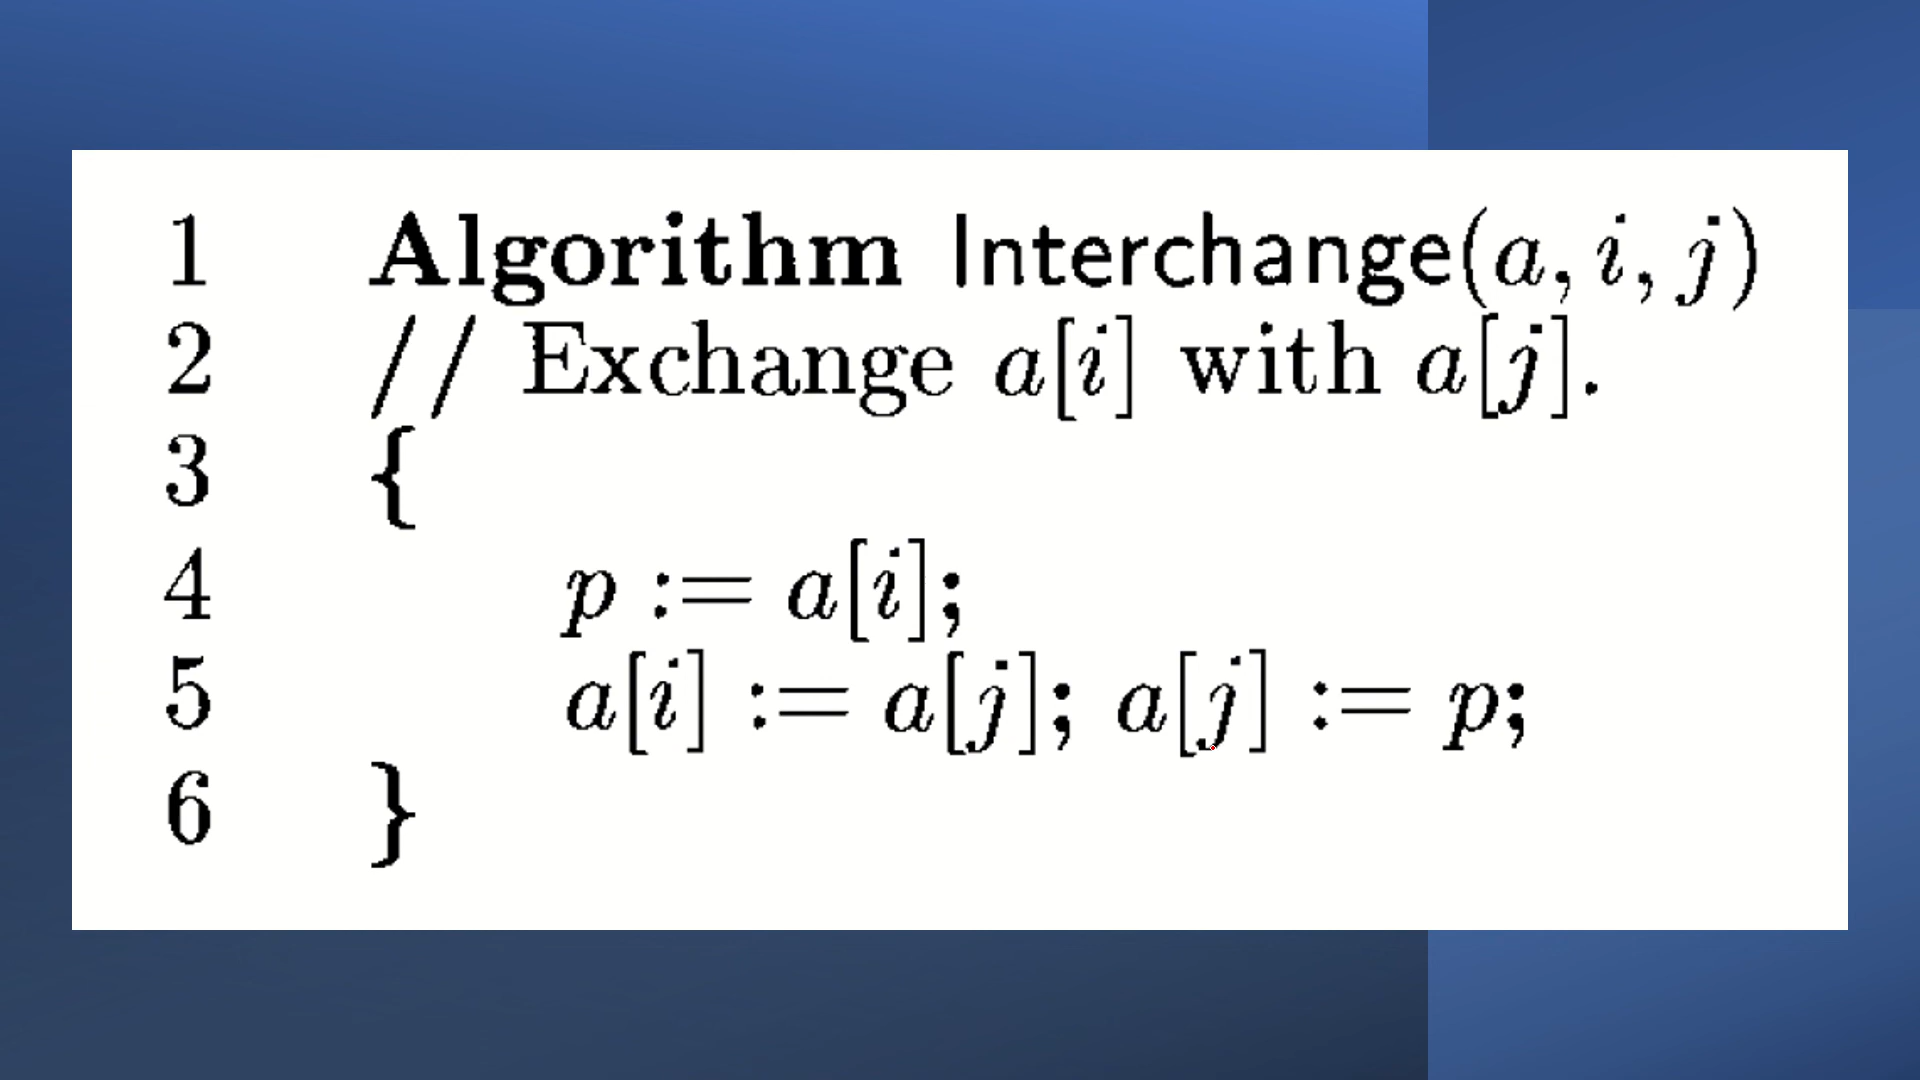 1 Algorithm Interchange(a, i, j)
2 // Exchange a[i] with a[j].
3 {
4 p := a[i];
5 a[i] := a[j]; a[j] := p;
6 }